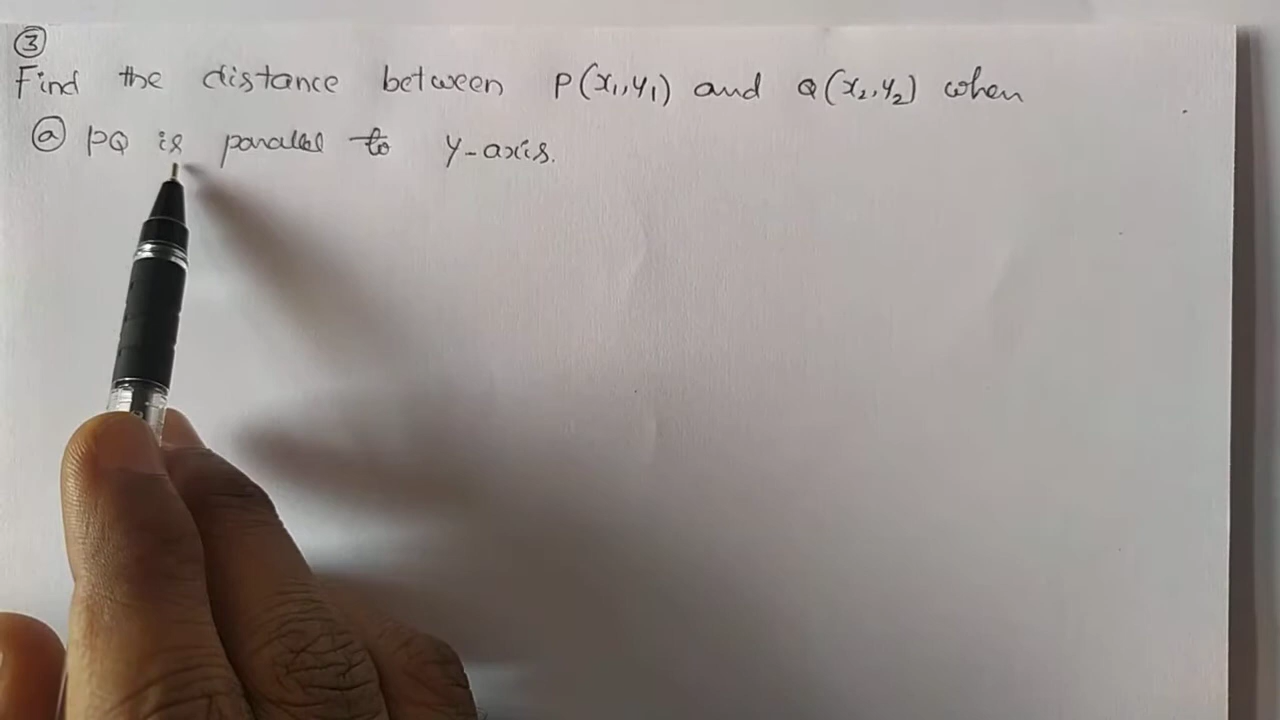 ③
Find the distance between P(x₁,y₁) and Q(x₂,y₂) when
ⓐ PQ is parallel to y-axis.